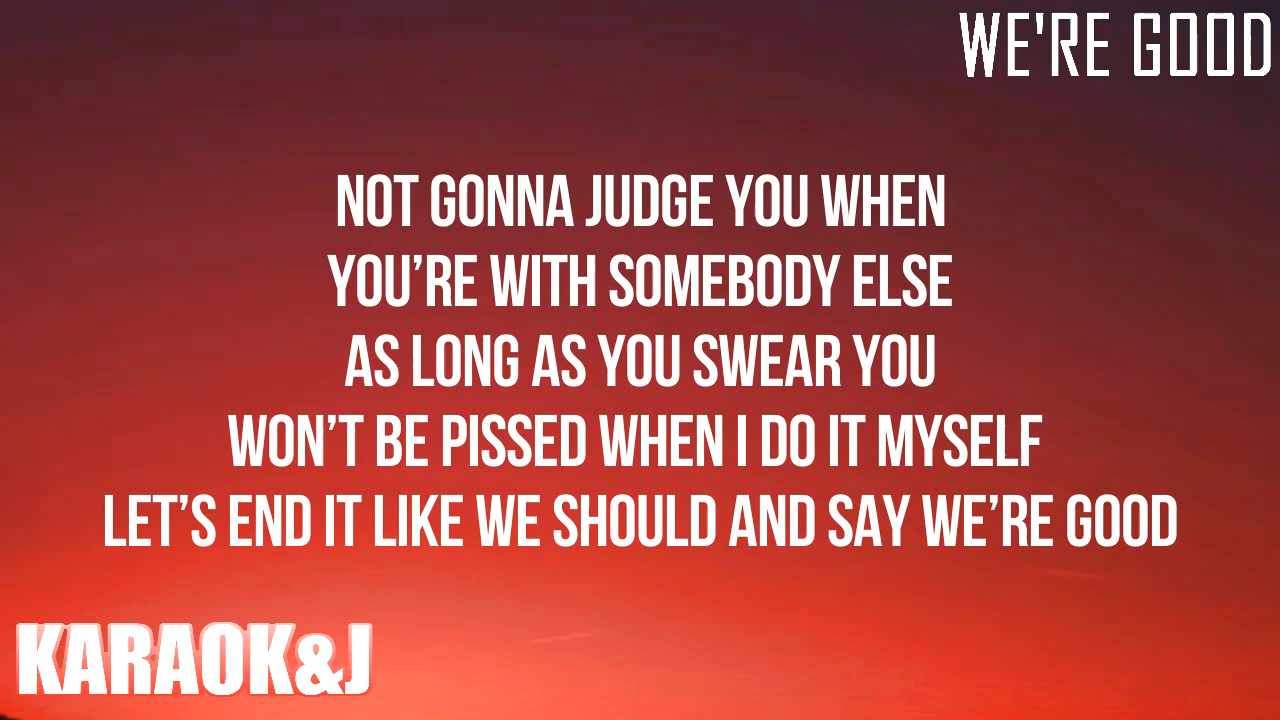 WE'RE GOOD
NOT GONNA JUDGE YOU WHEN
YOU’RE WITH SOMEBODY ELSE
AS LONG AS YOU SWEAR YOU
WON’T BE PISSED WHEN I DO IT MYSELF
LET’S END IT LIKE WE SHOULD AND SAY WE’RE GOOD
KARAOK&J